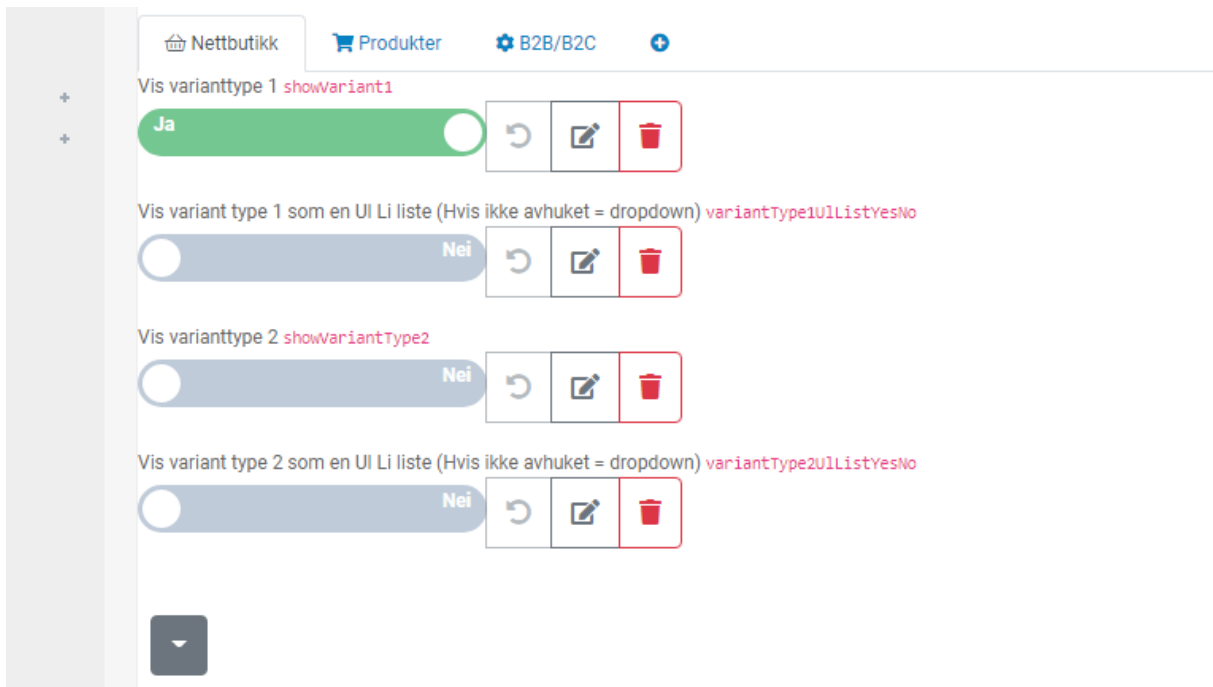 Nettbutikk Produkter B2B/B2C
Vis varianttype 1 showVariant1
Ja
Vis variant type 1 som en Ul Li liste (Hvis ikke avhuket = dropdown) variantType1UlListYesNo
Nei
Vis varianttype 2 showVariantType2
Nei
Vis variant type 2 som en Ul Li liste (Hvis ikke avhuket = dropdown) variantType2UlListYesNo
Nei